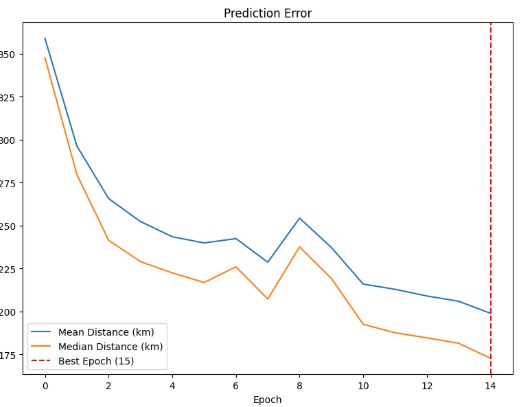 Prediction Error
350
325
300
275
250
225
200
175
Mean Distance (km)
Median Distance (km)
Best Epoch (15)
0 2 4 6 8 10 12 14
Epoch